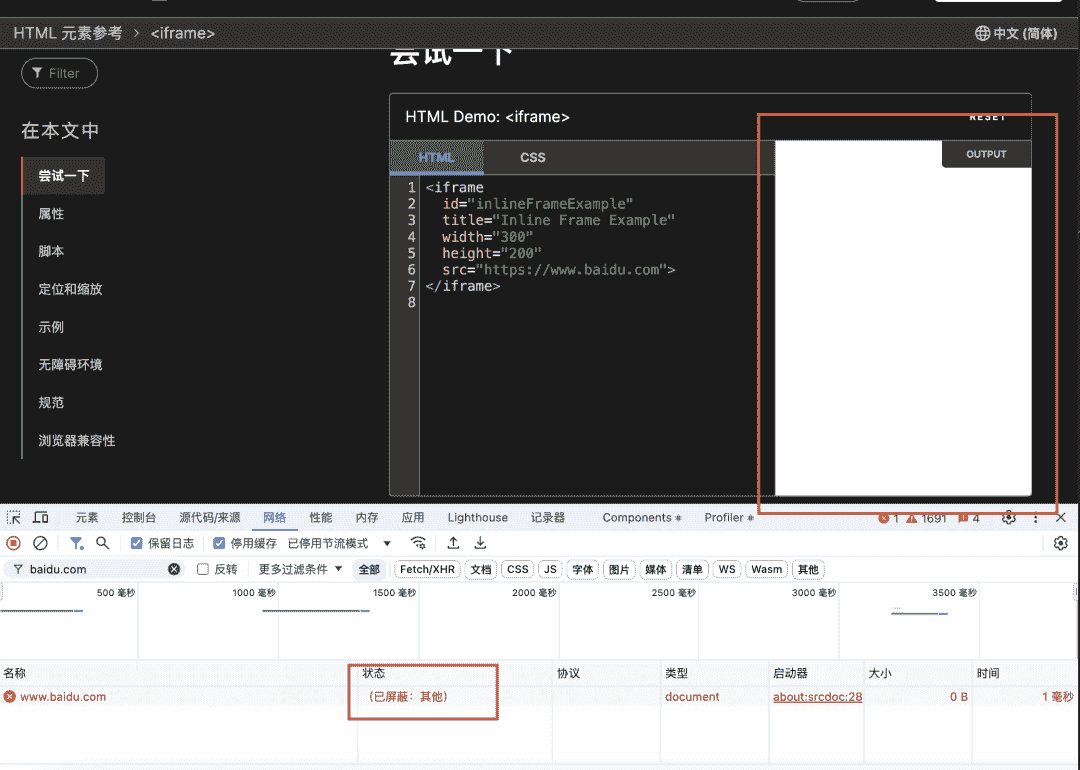 HTML 元素参考 › <iframe>
中文 (简体)
Filter
在本文中
尝试一下
属性
脚本
定位和缩放
示例
无障碍环境
规范
浏览器兼容性
尝试一下
HTML Demo: <iframe>
RESET
HTML
CSS
OUTPUT
1 <iframe
2 id="inlineFrameExample"
3 title="Inline Frame Example"
4 width="300"
5 height="200"
6 src="https://www.baidu.com">
7 </iframe>
8
元素 控制台 源代码/来源 网络 性能 内存 应用 Lighthouse 记录器 Components Profiler 1 1691 4
保留日志 停用缓存 已停用节流模式
baidu.com 反转 更多过滤条件 全部 Fetch/XHR 文档 CSS JS 字体 图片 媒体 清单 WS Wasm 其他
500 毫秒 1000 毫秒 1500 毫秒 2000 毫秒 2500 毫秒 3000 毫秒 3500 毫秒
名称 状态 协议 类型 启动器 大小 时间
www.baidu.com (已屏蔽：其他) document about:srcdoc:28 0 B 1 毫秒